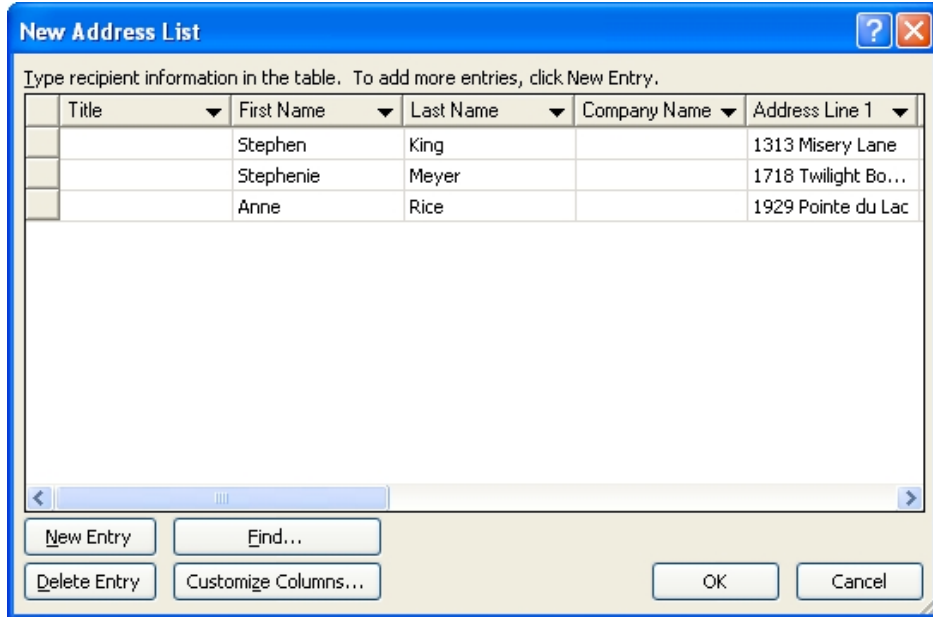 New Address List
Type recipient information in the table. To add more entries, click New Entry.
Title First Name Last Name Company Name Address Line 1
Stephen King 1313 Misery Lane
Stephenie Meyer 1718 Twilight Bo...
Anne Rice 1929 Pointe du Lac
New Entry Find...
Delete Entry Customize Columns... OK Cancel